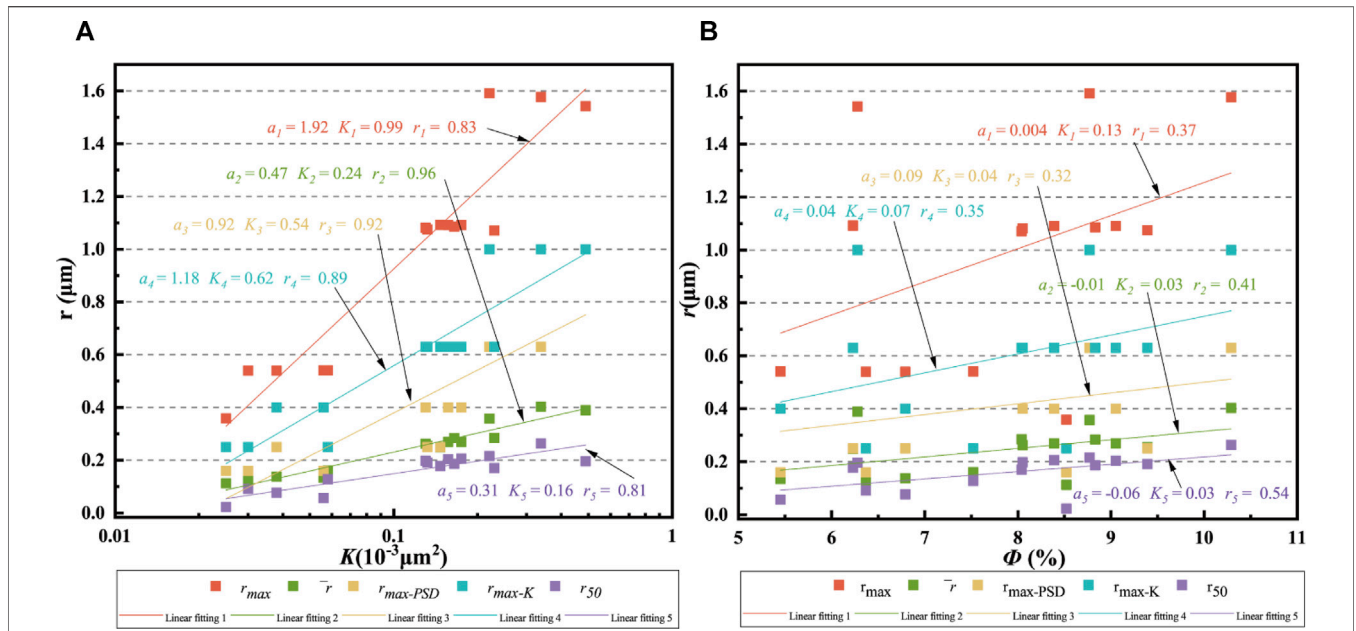 A
1.6
1.4
1.2
1.0
0.8
0.6
0.4
0.2
0.0
r (μm)
a1 = 1.92 K1 = 0.99 r1 = 0.83
a2 = 0.47 K2 = 0.24 r2 = 0.96
a3 = 0.92 K3 = 0.54 r3 = 0.92
a4 = 1.18 K4 = 0.62 r4 = 0.89
a5 = 0.31 K5 = 0.16 r5 = 0.81
0.01 0.1 1
K(10⁻³μm²)
rmax r̄ rmax-PSD rmax-K r50
Linear fitting 1 Linear fitting 2 Linear fitting 3 Linear fitting 4 Linear fitting 5
B
1.6
1.4
1.2
1.0
0.8
0.6
0.4
0.2
0.0
r(μm)
a1 = 0.004 K1 = 0.13 r1 = 0.37
a3 = 0.09 K3 = 0.04 r3 = 0.32
a4 = 0.04 K4 = 0.07 r4 = 0.35
a2 = -0.01 K2 = 0.03 r2 = 0.41
a5 = -0.06 K5 = 0.03 r5 = 0.54
5 6 7 8 9 10 11
Φ (%)
rmax r̄ rmax-PSD rmax-K r50
Linear fitting 1 Linear fitting 2 Linear fitting 3 Linear fitting 4 Linear fitting 5